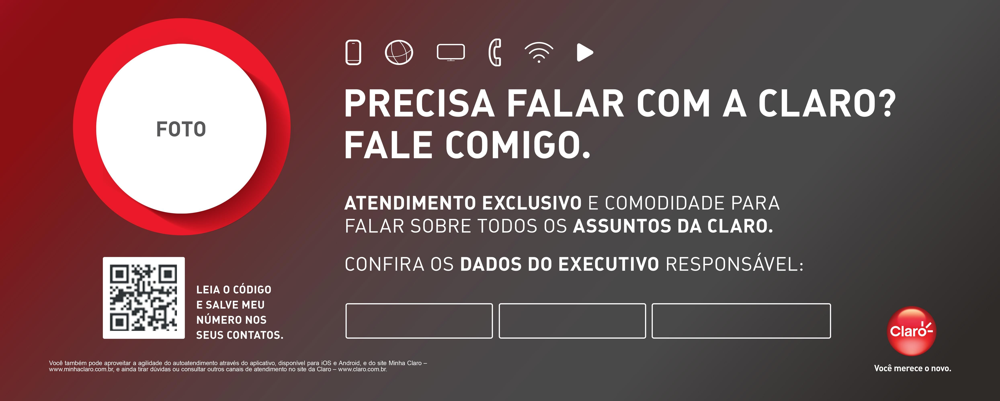 FOTO
PRECISA FALAR COM A CLARO?
FALE COMIGO.
ATENDIMENTO EXCLUSIVO E COMODIDADE PARA
FALAR SOBRE TODOS OS ASSUNTOS DA CLARO.
CONFIRA OS DADOS DO EXECUTIVO RESPONSÁVEL:
LEIA O CÓDIGO
E SALVE MEU
NÚMERO NOS
SEUS CONTATOS.
Você também pode aproveitar a agilidade do autoatendimento através do aplicativo, disponível para iOS e Android, e do site Minha Claro –
www.minhaclaro.com.br, e ainda tirar dúvidas ou consultar outros canais de atendimento no site da Claro – www.claro.com.br.
Claro
Você merece o novo.